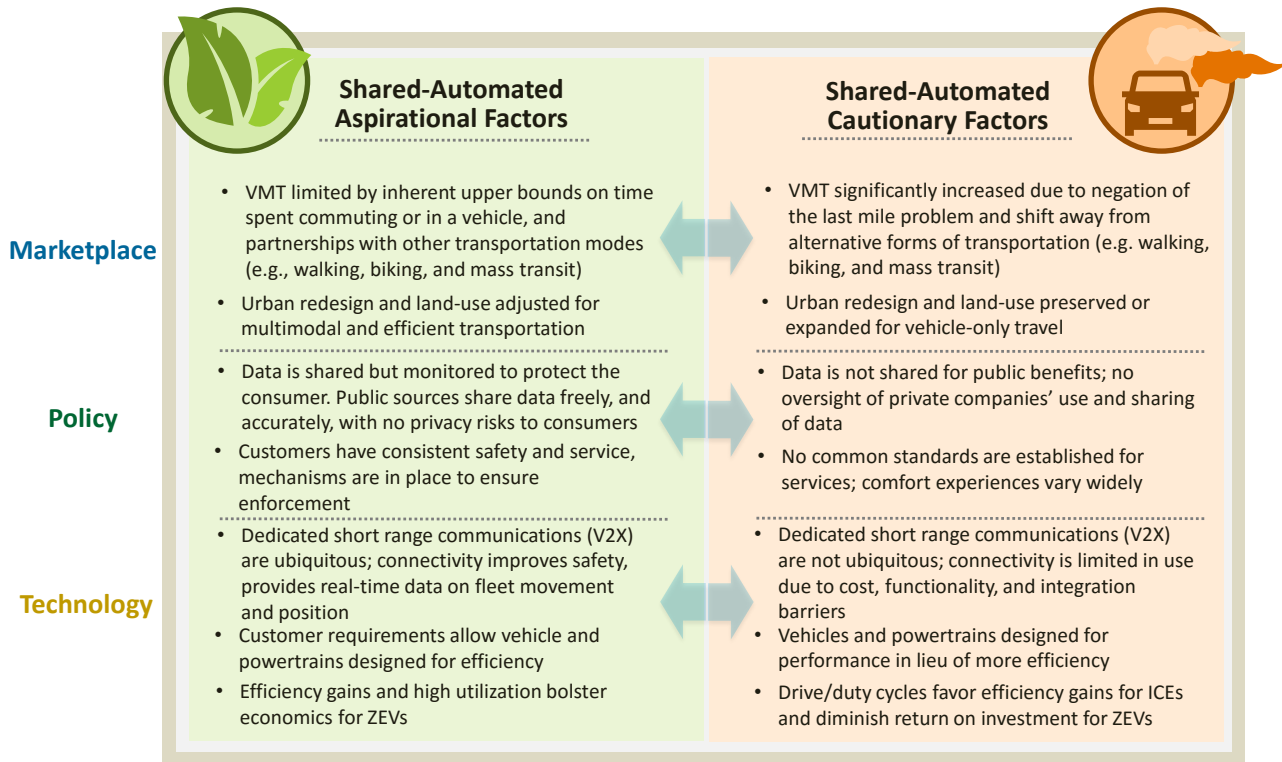 Shared-Automated
Aspirational Factors
Shared-Automated
Cautionary Factors
Marketplace
• VMT limited by inherent upper bounds on time
spent commuting or in a vehicle, and
partnerships with other transportation modes
(e.g., walking, biking, and mass transit)
• Urban redesign and land-use adjusted for
multimodal and efficient transportation
• VMT significantly increased due to negation of
the last mile problem and shift away from
alternative forms of transportation (e.g. walking,
biking, and mass transit)
• Urban redesign and land-use preserved or
expanded for vehicle-only travel
Policy
• Data is shared but monitored to protect the
consumer. Public sources share data freely, and
accurately, with no privacy risks to consumers
• Customers have consistent safety and service,
mechanisms are in place to ensure
enforcement
• Data is not shared for public benefits; no
oversight of private companies’ use and sharing
of data
• No common standards are established for
services; comfort experiences vary widely
Technology
• Dedicated short range communications (V2X)
are ubiquitous; connectivity improves safety,
provides real-time data on fleet movement
and position
• Customer requirements allow vehicle and
powertrains designed for efficiency
• Efficiency gains and high utilization bolster
economics for ZEVs
• Dedicated short range communications (V2X)
are not ubiquitous; connectivity is limited in use
due to cost, functionality, and integration
barriers
• Vehicles and powertrains designed for
performance in lieu of more efficiency
• Drive/duty cycles favor efficiency gains for ICEs
and diminish return on investment for ZEVs